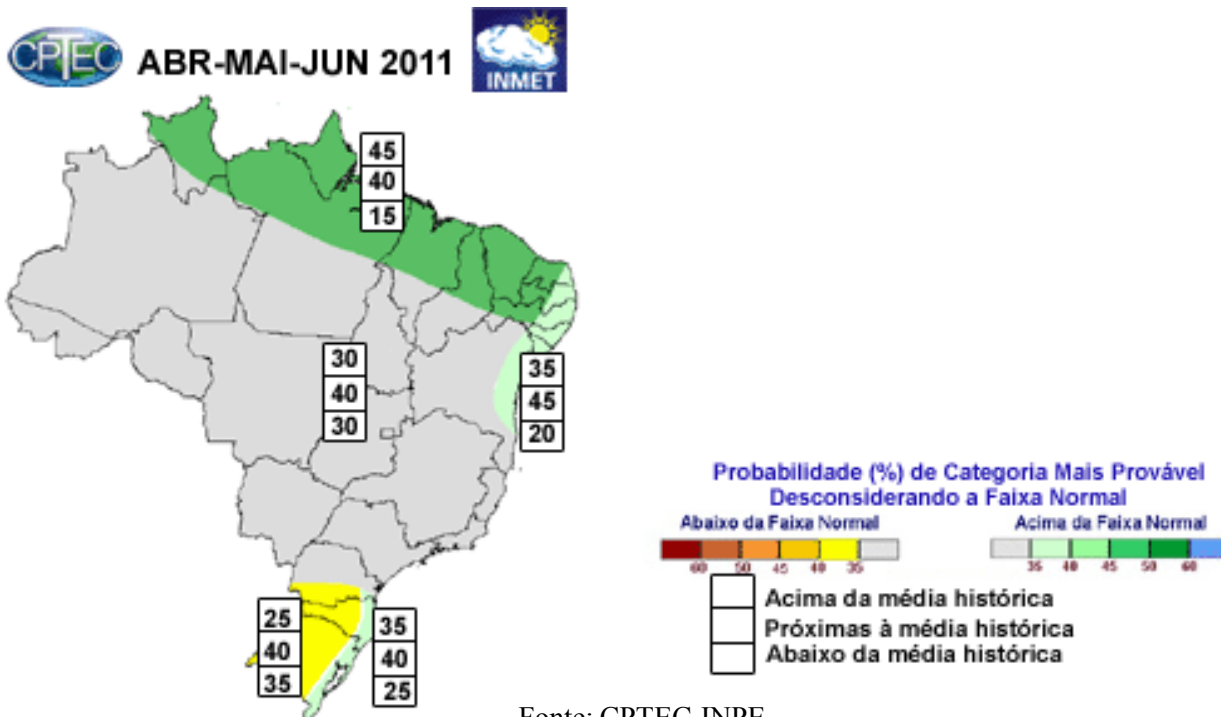 CPTEC
ABR-MAI-JUN 2011
INMET
45
40
15
30
40
30
35
45
20
25
40
35
35
40
25
Probabilidade (%) de Categoria Mais Provável
Desconsiderando a Faixa Normal
Abaixo da Faixa Normal
Acima da Faixa Normal
60 50 45 40 35
35 40 45 50 60
Acima da média histórica
Próximas à média histórica
Abaixo da média histórica
Fonte: CPTEC-INPE